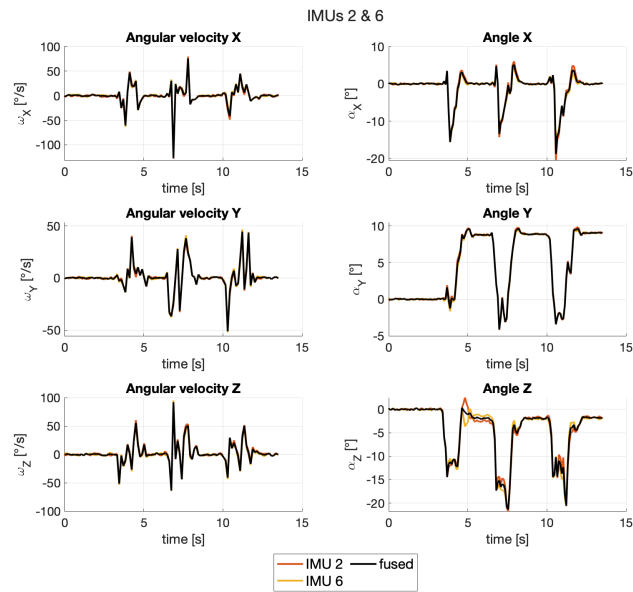 IMUs 2 & 6
Angular velocity X
100
50
0
-50
-100
ω_X [°/s]
0 5 10 15
time [s]
Angle X
10
0
-10
-20
α_X [°]
0 5 10 15
time [s]
Angular velocity Y
50
0
-50
ω_Y [°/s]
0 5 10 15
time [s]
Angle Y
10
5
0
-5
α_Y [°]
0 5 10 15
time [s]
Angular velocity Z
100
50
0
-50
-100
ω_Z [°/s]
0 5 10 15
time [s]
Angle Z
0
-5
-10
-15
-20
α_Z [°]
0 5 10 15
time [s]
IMU 2 fused
IMU 6